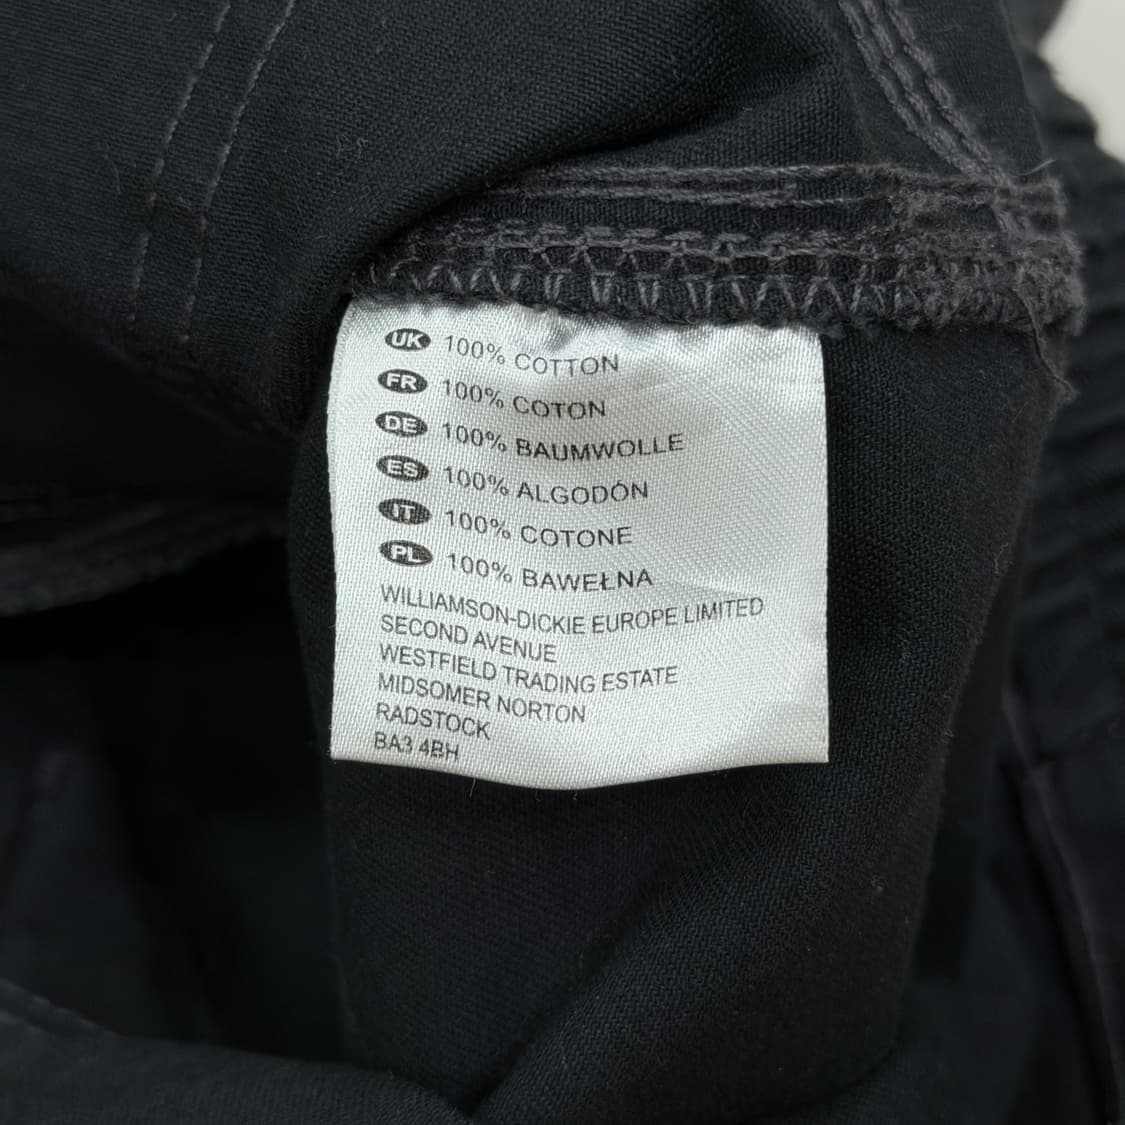 UK 100% COTTON
FR 100% COTON
DE 100% BAUMWOLLE
ES 100% ALGODÓN
IT 100% COTONE
PL 100% BAWEŁNA
WILLIAMSON-DICKIE EUROPE LIMITED
SECOND AVENUE
WESTFIELD TRADING ESTATE
MIDSOMER NORTON
RADSTOCK
BA3 4BH